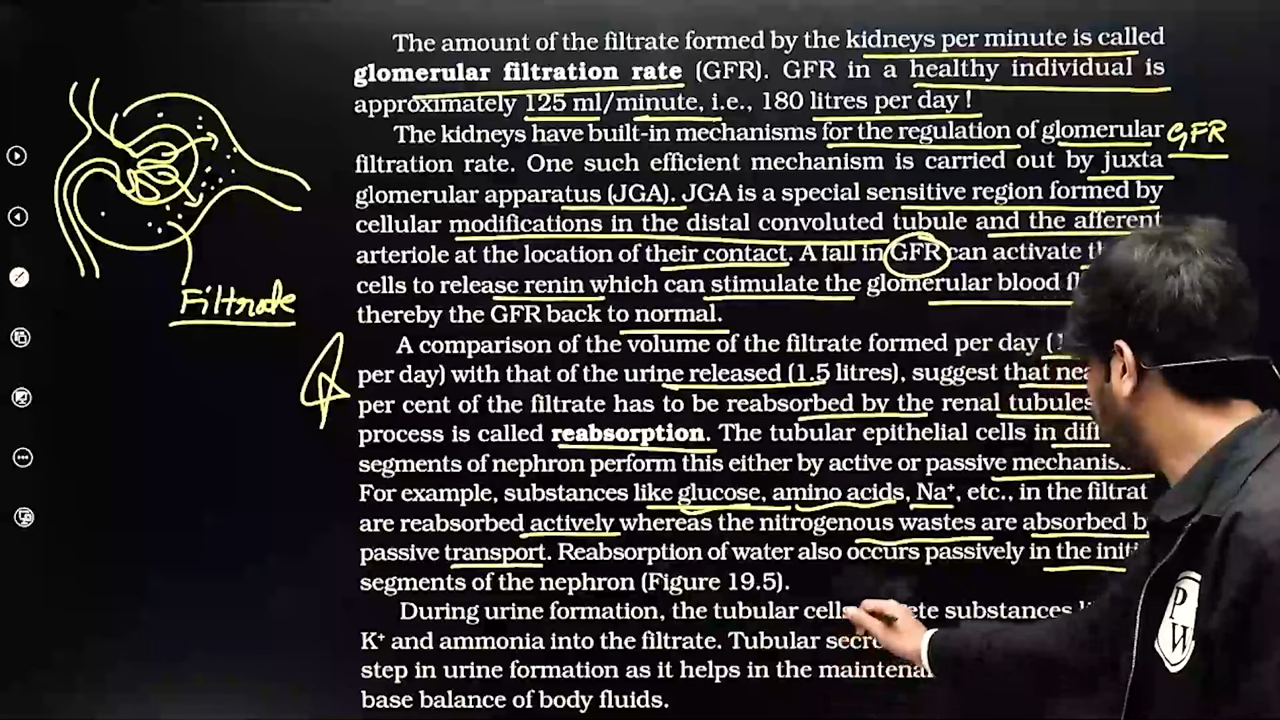 The amount of the filtrate formed by the kidneys per minute is called
glomerular filtration rate (GFR). GFR in a healthy individual is
approximately 125 ml/minute, i.e., 180 litres per day !
The kidneys have built-in mechanisms for the regulation of glomerular
GFR
filtration rate. One such efficient mechanism is carried out by juxta
glomerular apparatus (JGA). JGA is a special sensitive region formed by
cellular modifications in the distal convoluted tubule and the afferent
arteriole at the location of their contact. A fall in GFR can activate
cells to release renin which can stimulate the glomerular blood
Filtrate
thereby the GFR back to normal.
A comparison of the volume of the filtrate formed per day
per day) with that of the urine released (1.5 litres), suggest that
per cent of the filtrate has to be reabsorbed by the renal tubules
process is called reabsorption. The tubular epithelial cells in
segments of nephron perform this either by active or passive
For example, substances like glucose, amino acids, Na⁺, etc., in the
are reabsorbed actively whereas the nitrogenous wastes are absorbed
passive transport. Reabsorption of water also occurs passively in the
segments of the nephron (Figure 19.5).
During urine formation, the tubular substances
K⁺ and ammonia into the filtrate. Tubular
step in urine formation as it helps in the
base balance of body fluids.
P
W